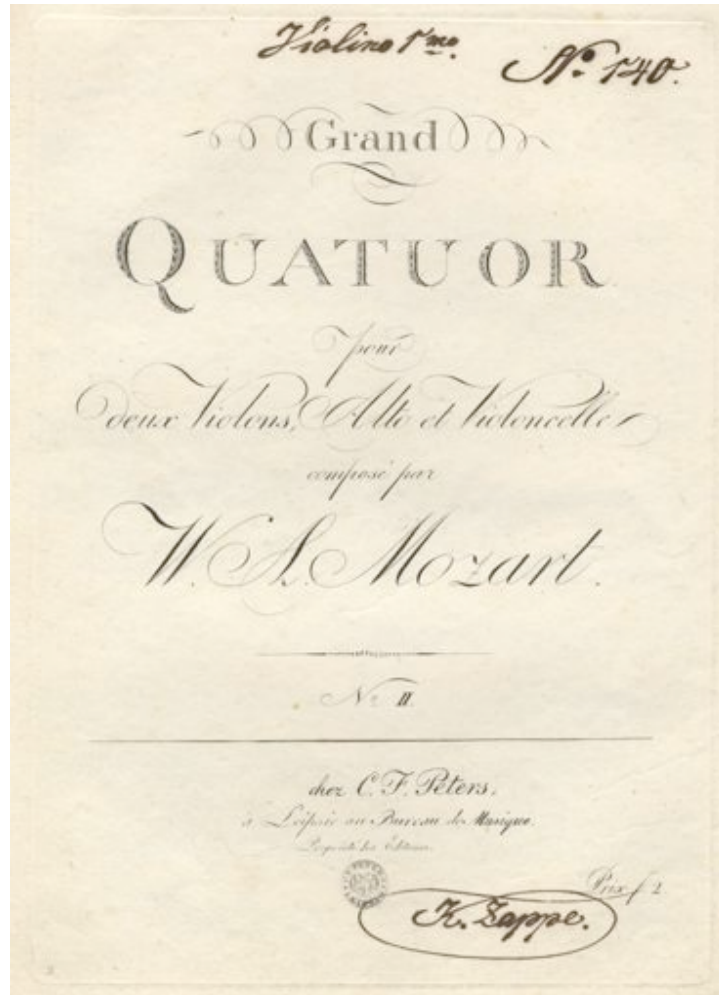 Violino 1mo.
No. 140.
Grand
QUATUOR
pour
deux Violons, Alto et Violoncelle
composé par
W. A. Mozart.
No. II.
chez C. F. Peters,
à Leipsic au Bureau de Musique.
Propriété des Editeurs.
Prix f 2
K. Zappe.